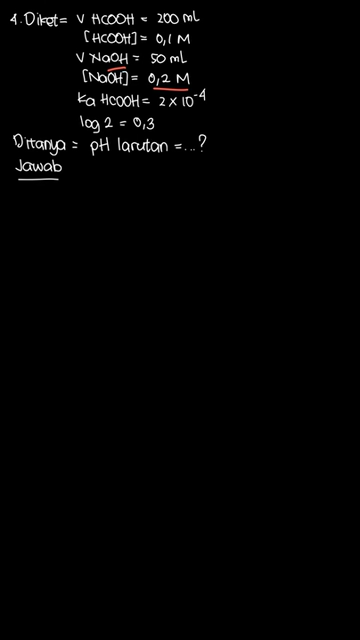 4. Diket = V HCOOH = 200 mL
[HCOOH] = 0,1 M
V NaOH = 50 mL
[NaOH] = 0,2 M
Ka HCOOH = 2 × 10⁻⁴
log 2 = 0,3
Ditanya = pH larutan = ...?
Jawab